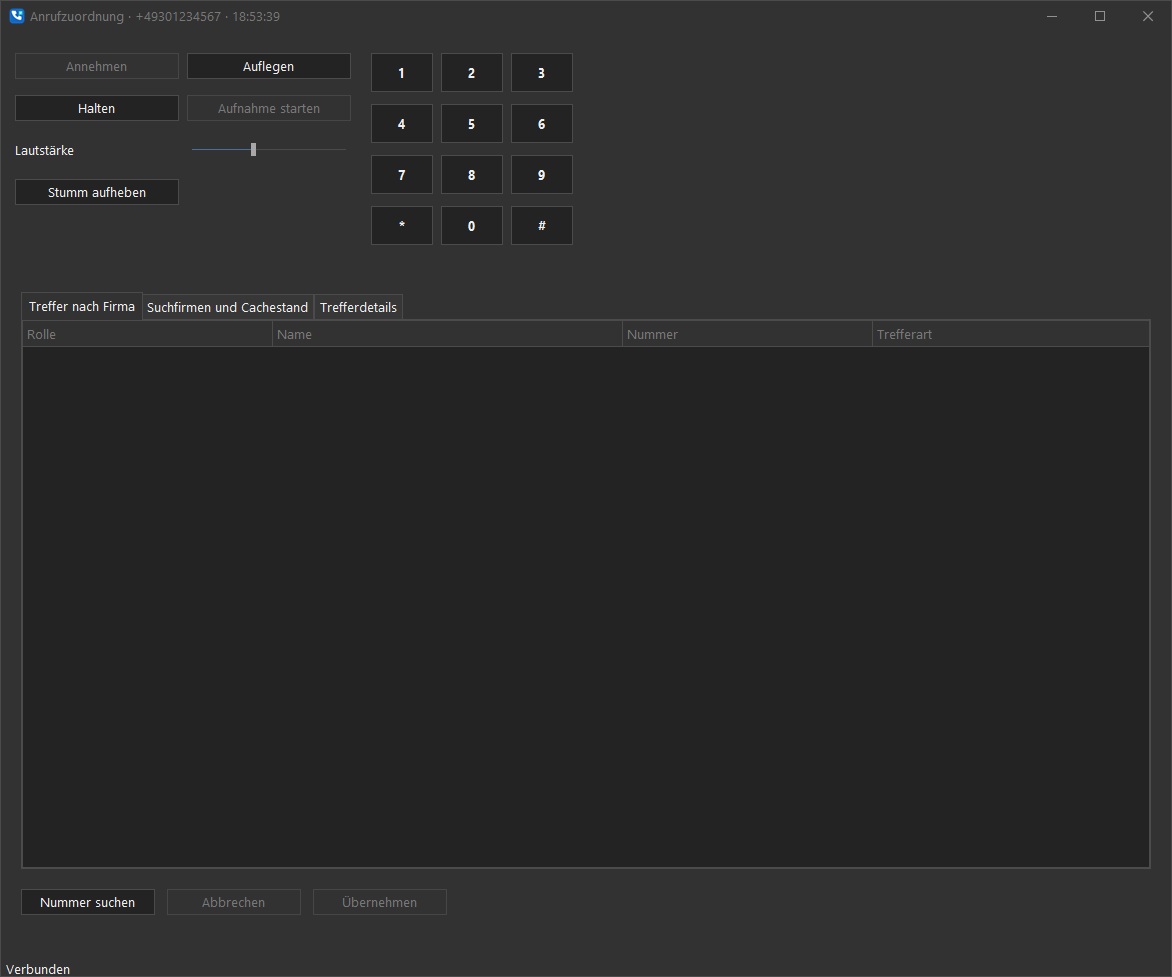 Anrufzuordnung · +49301234567 · 18:53:39
Annehmen Auflegen
Halten Aufnahme starten
Lautstärke
Stumm aufheben
1 2 3
4 5 6
7 8 9
* 0 #
Treffer nach Firma Suchfirmen und Cachestand Trefferdetails
Rolle Name Nummer Trefferart
Nummer suchen Abbrechen Übernehmen
Verbunden